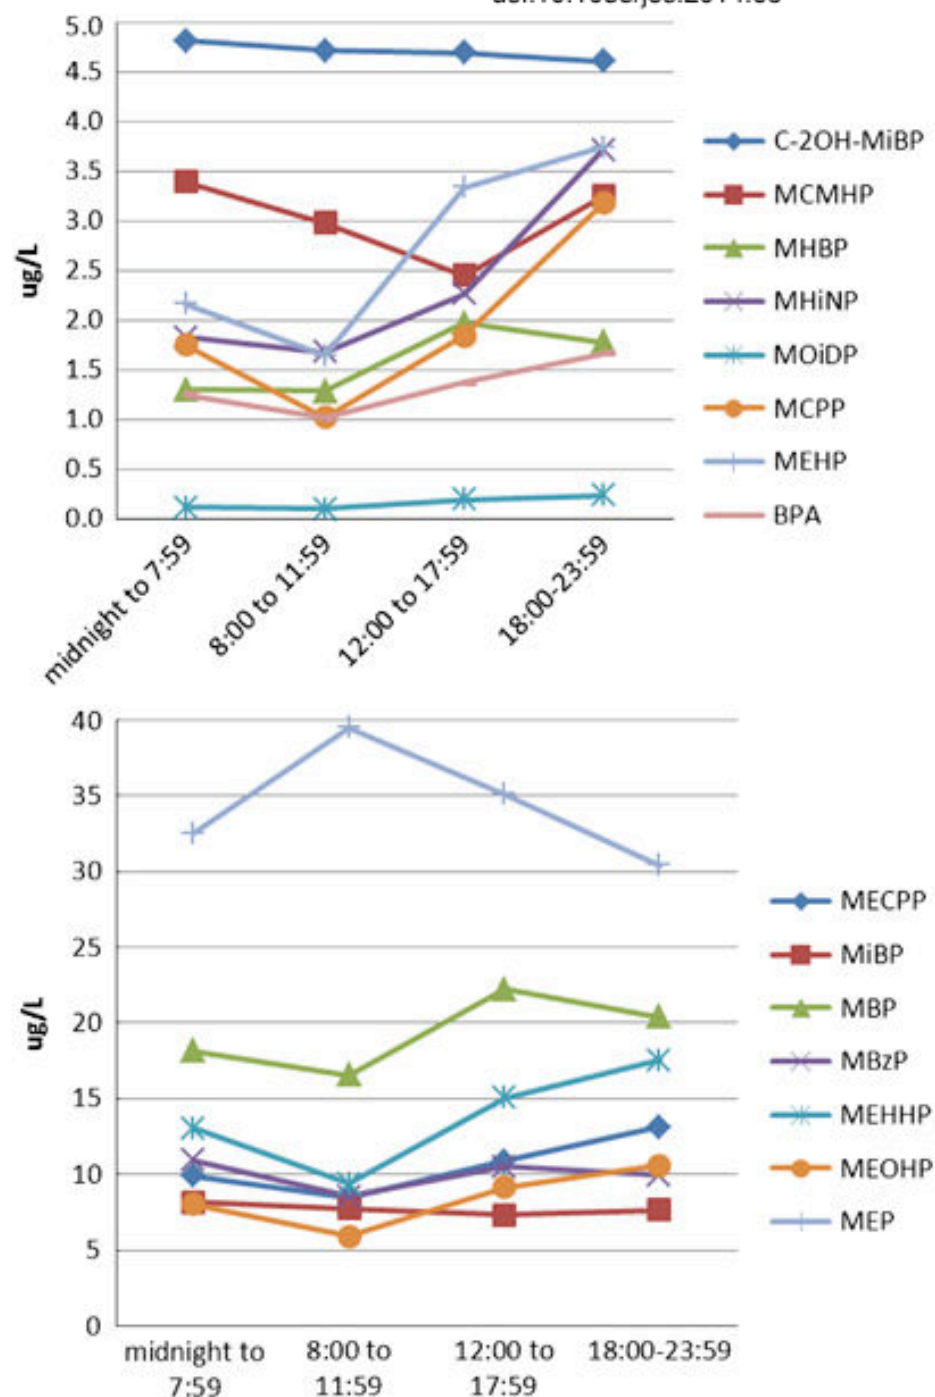 5.0
4.5
4.0
3.5
3.0
2.5
2.0
1.5
1.0
0.5
0.0
ug/L
midnight to 7:59
8:00 to 11:59
12:00 to 17:59
18:00-23:59
C-2OH-MiBP
MCMHP
MHBP
MHiNP
MOiDP
MCPP
MEHP
BPA
40
35
30
25
20
15
10
5
0
ug/L
midnight to
7:59
8:00 to
11:59
12:00 to
17:59
18:00-23:59
MECPP
MiBP
MBP
MBzP
MEHHP
MEOHP
MEP